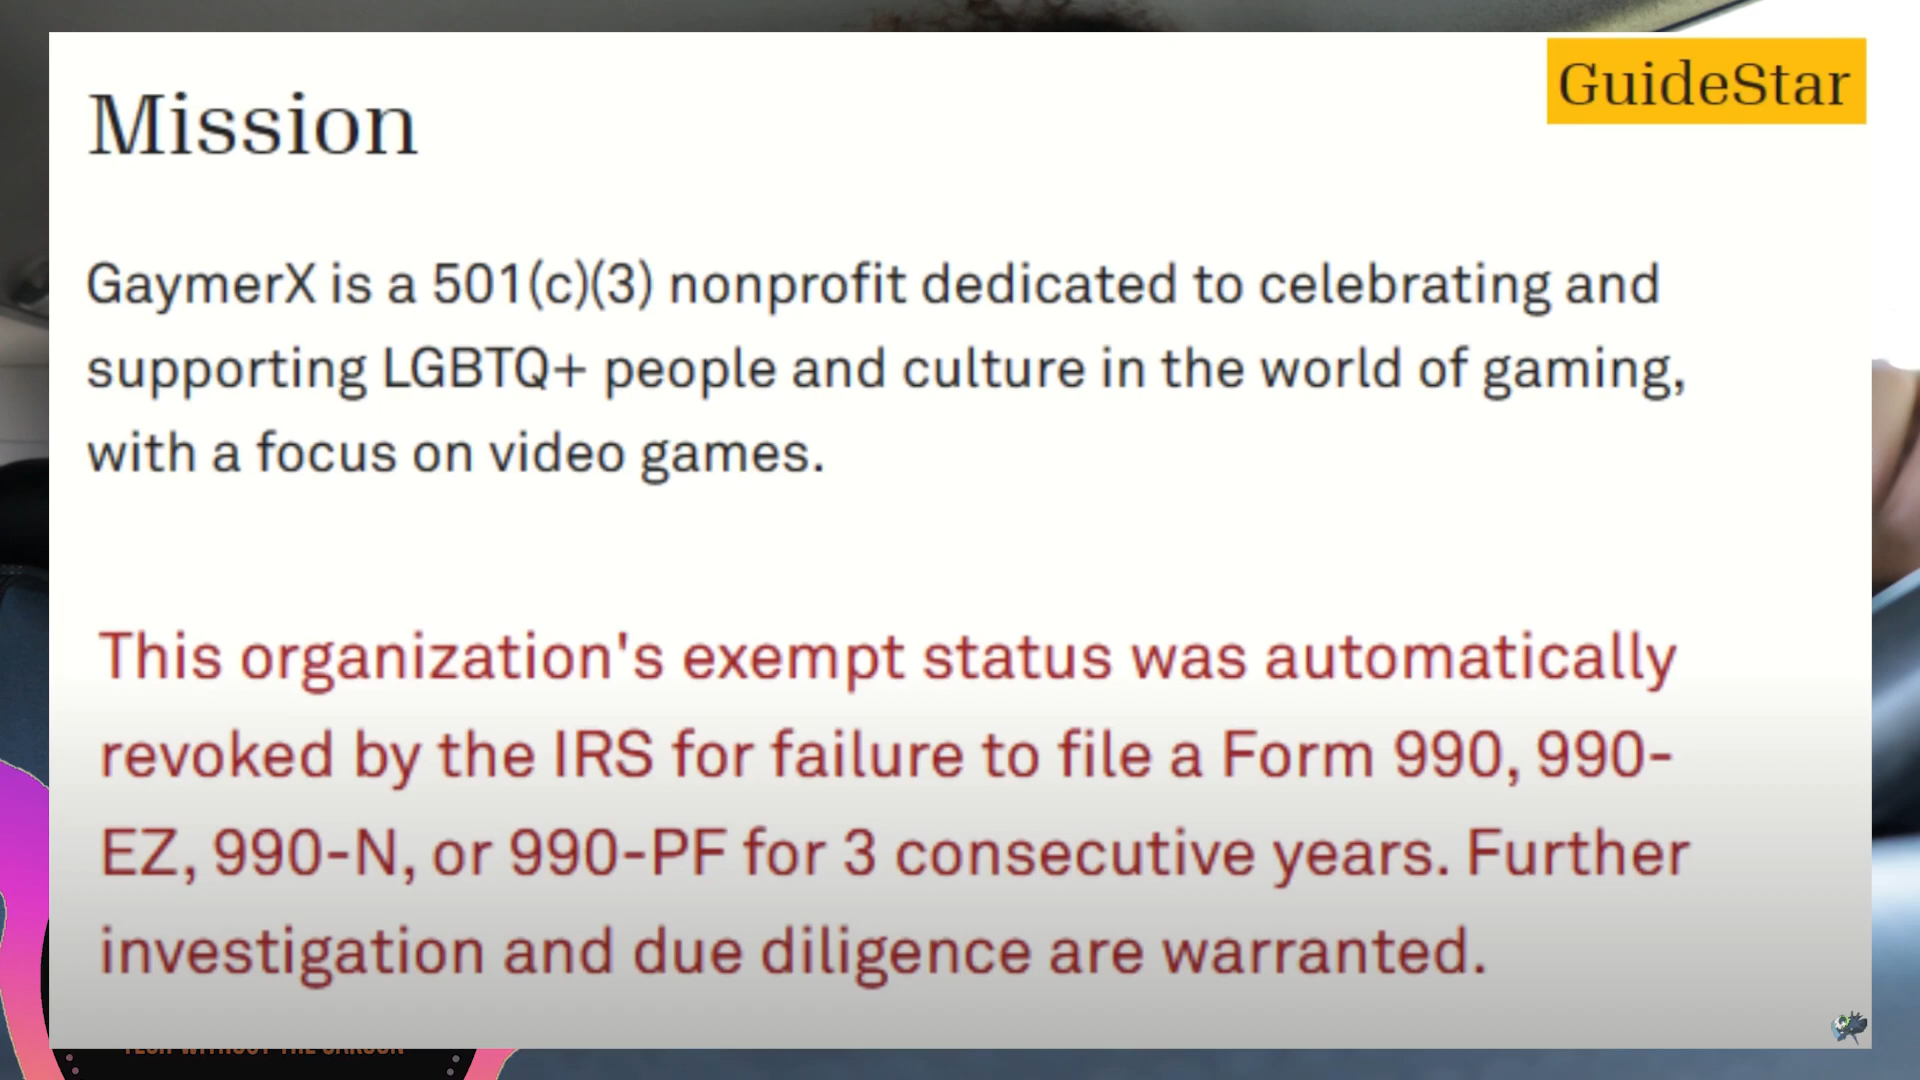 GuideStar
Mission
GaymerX is a 501(c)(3) nonprofit dedicated to celebrating and
supporting LGBTQ+ people and culture in the world of gaming,
with a focus on video games.
This organization's exempt status was automatically
revoked by the IRS for failure to file a Form 990, 990-
EZ, 990-N, or 990-PF for 3 consecutive years. Further
investigation and due diligence are warranted.